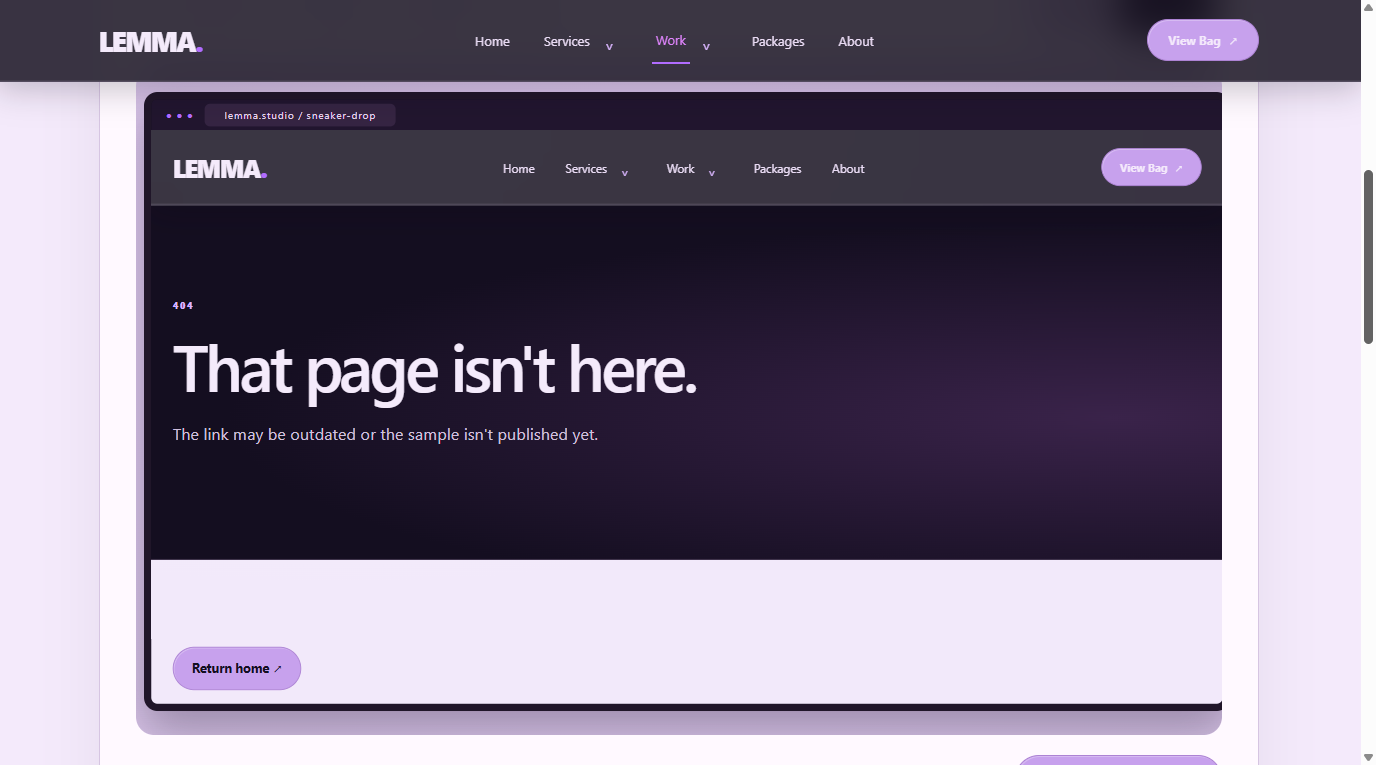 LEMMA.
Home Services v Work v Packages About
View Bag ↗
lemma.studio / sneaker-drop
LEMMA.
Home Services v Work v Packages About
View Bag ↗
404
That page isn't here.
The link may be outdated or the sample isn't published yet.
Return home ↗